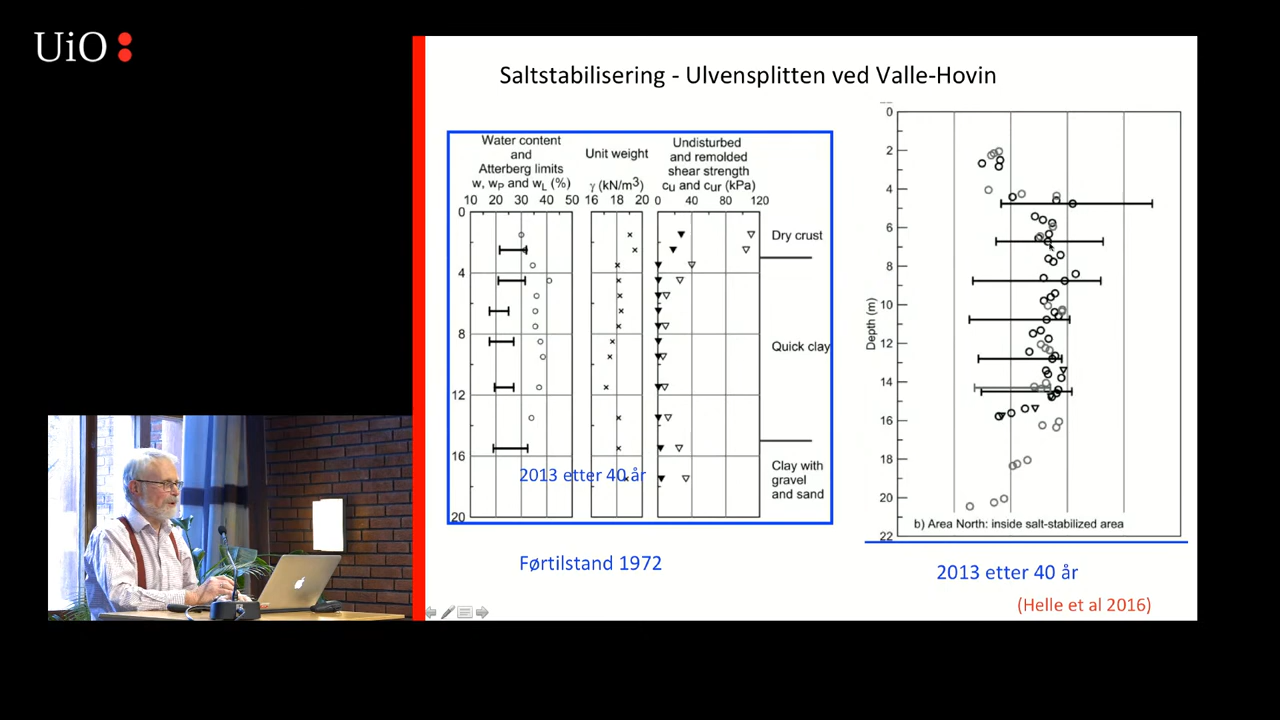 UiO
Saltstabilisering - Ulvensplitten ved Valle-Hovin
Water content
and
Atterberg limits
w, wP and wL (%)
10 20 30 40 50
Unit weight
γ (kN/m3)
16 18 20
Undisturbed
and remolded
shear strength
cu and cur (kPa)
0 40 80 120
0
4
8
12
16
20
Dry crust
Quick clay
Clay with
gravel
and sand
2013 etter 40 år
Førtilstand 1972
Depth (m)
0
2
4
6
8
10
12
14
16
18
20
22
b) Area North: inside salt-stabilized area
2013 etter 40 år
(Helle et al 2016)